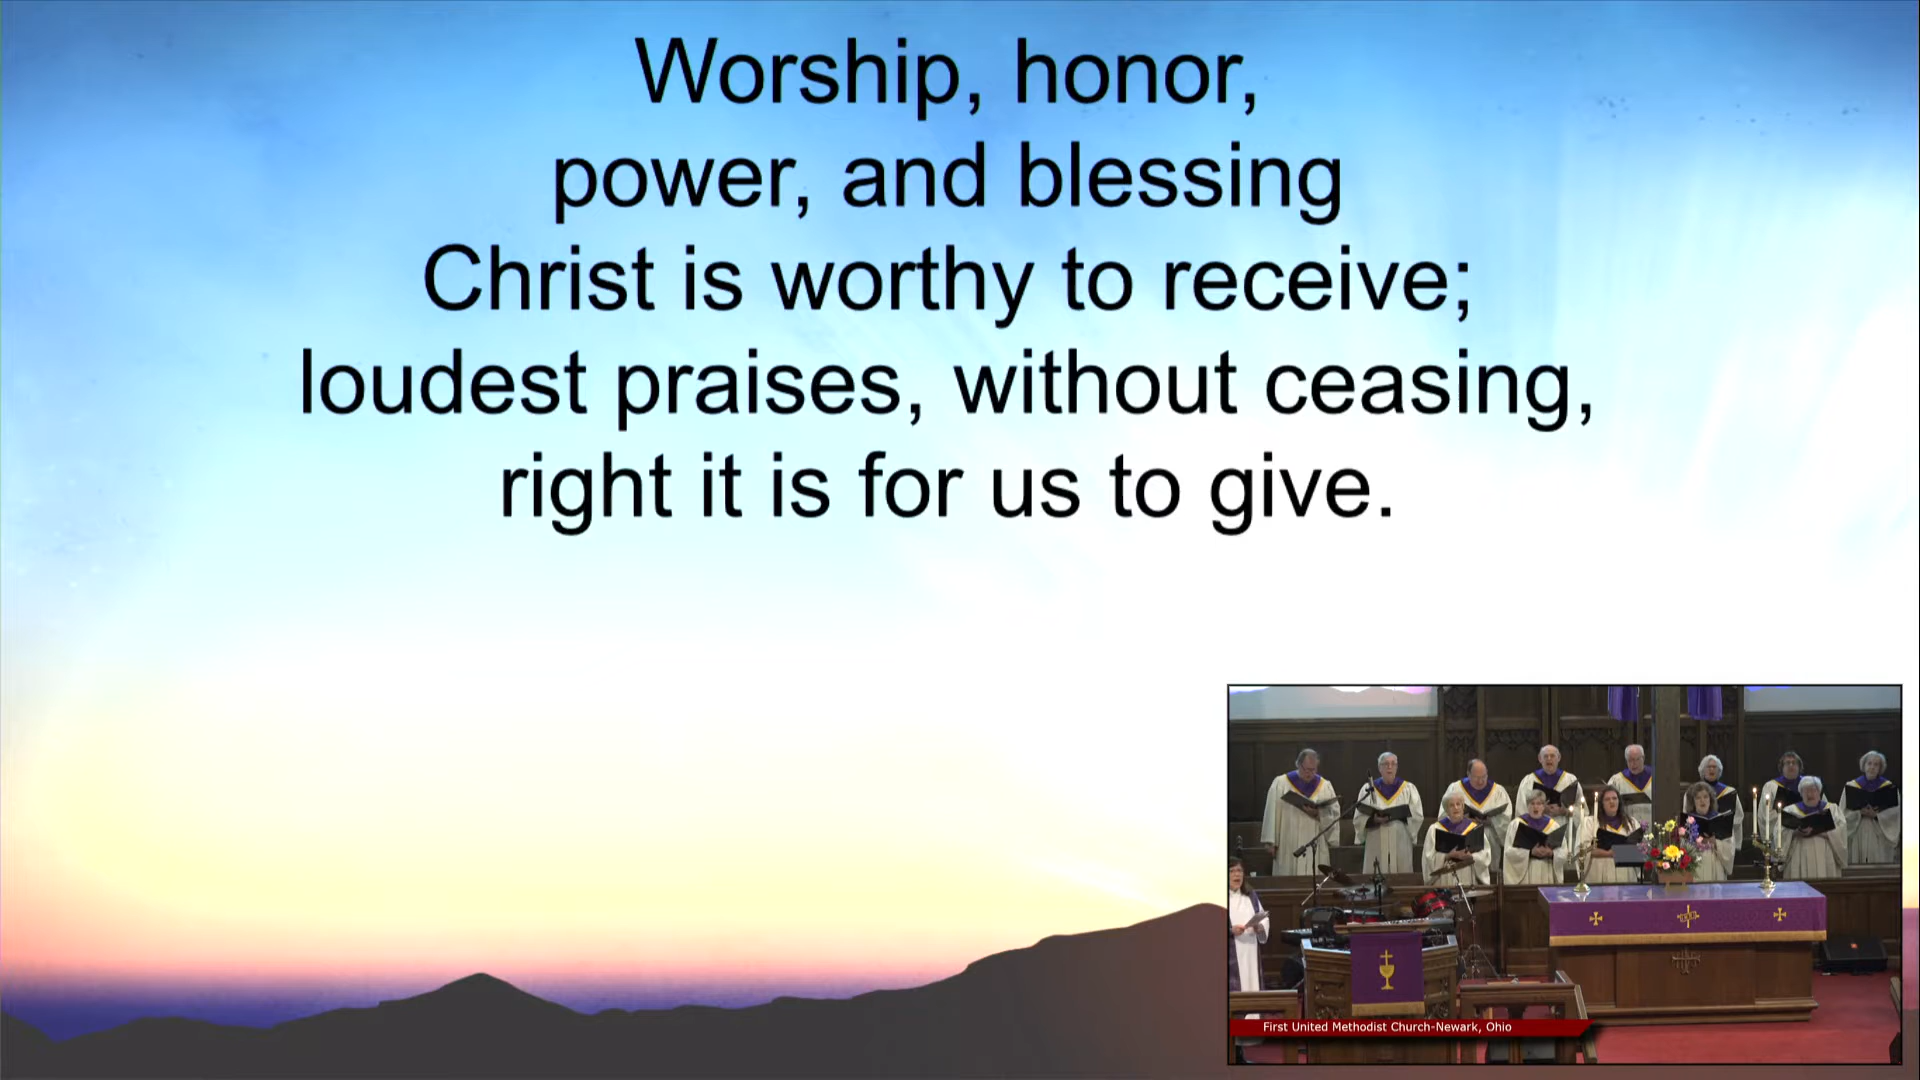 Worship, honor,
power, and blessing
Christ is worthy to receive;
loudest praises, without ceasing,
right it is for us to give.
First United Methodist Church-Newark, Ohio